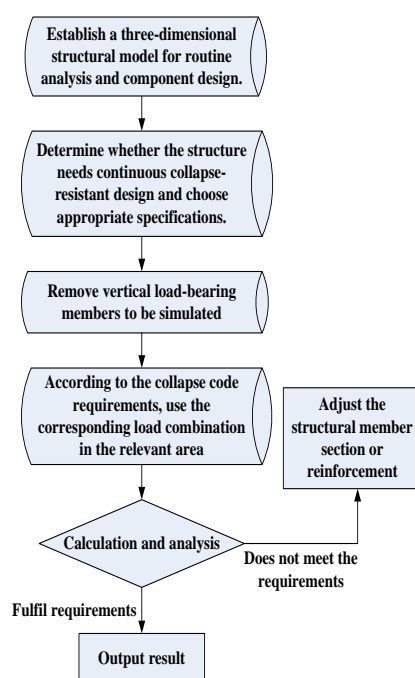 Establish a three-dimensional
structural model for routine
analysis and component design.
Determine whether the structure
needs continuous collapse-
resistant design and choose
appropriate specifications.
Remove vertical load-bearing
members to be simulated
According to the collapse code
requirements, use the
corresponding load combination
in the relevant area
Adjust the
structural member
section or
reinforcement
Calculation and analysis
Does not meet the
requirements
Fulfil requirements
Output result